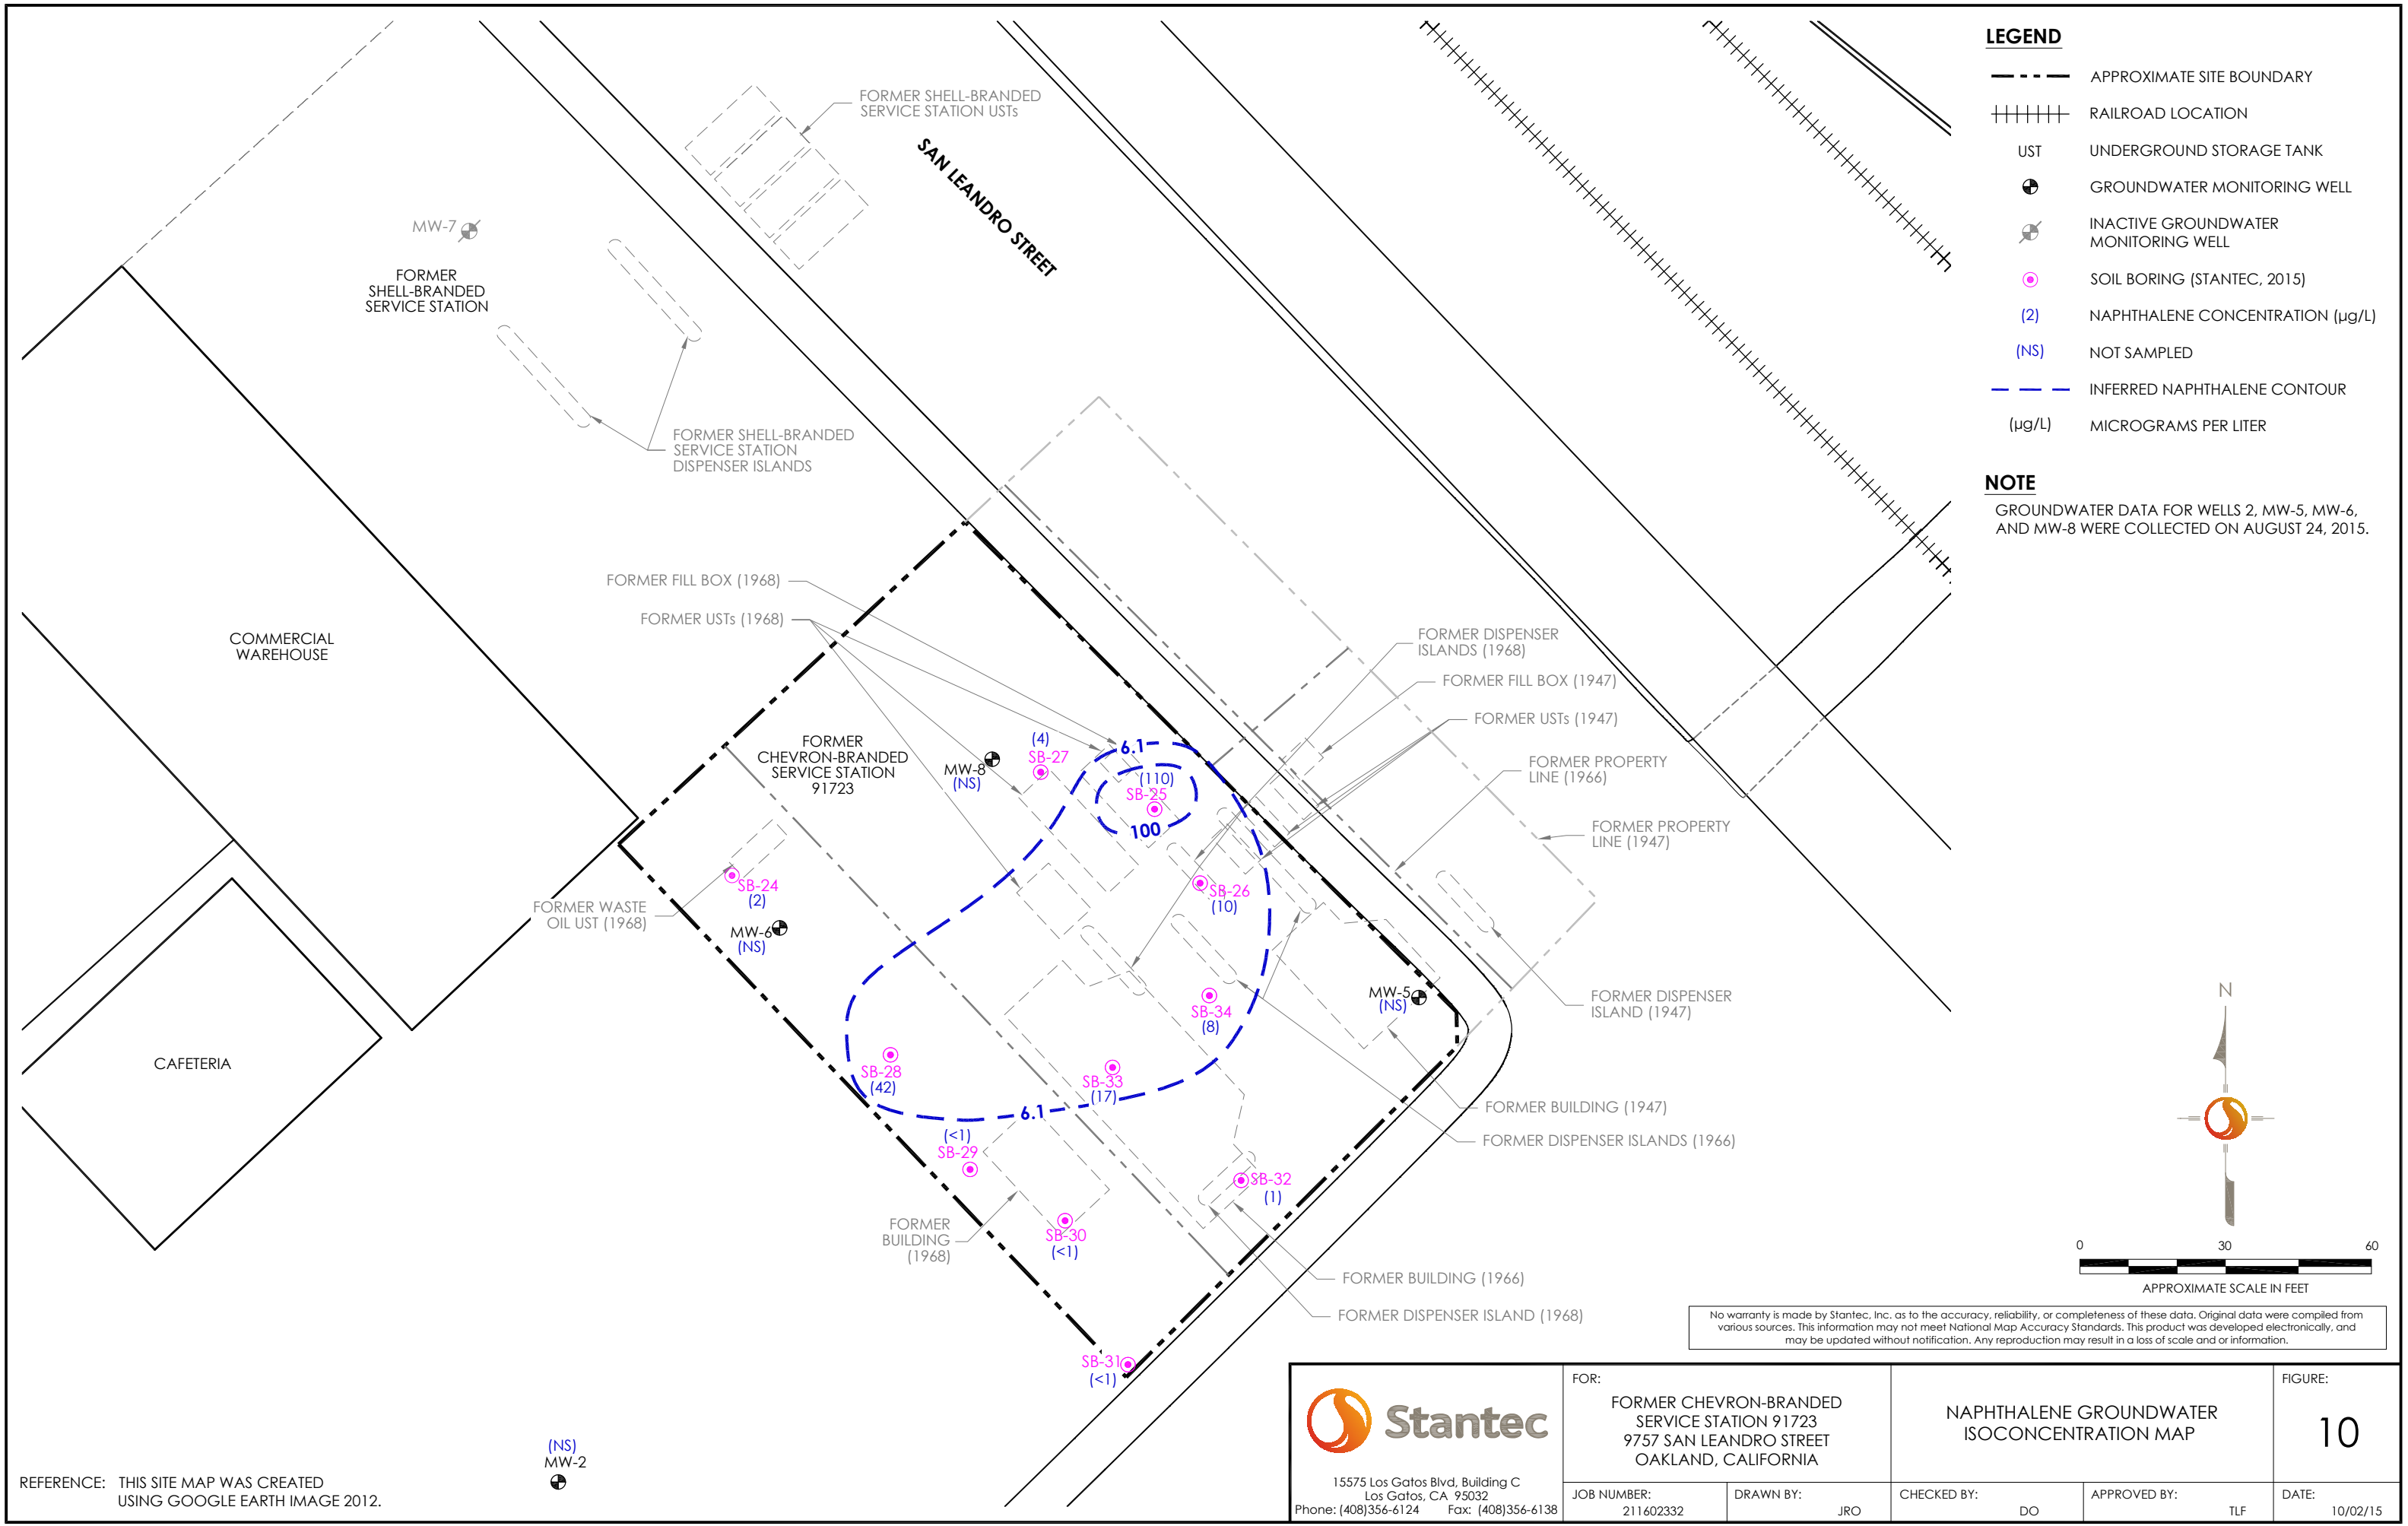 LEGEND
APPROXIMATE SITE BOUNDARY
RAILROAD LOCATION
UST UNDERGROUND STORAGE TANK
GROUNDWATER MONITORING WELL
INACTIVE GROUNDWATER
MONITORING WELL
SOIL BORING (STANTEC, 2015)
(2) NAPHTHALENE CONCENTRATION (µg/L)
(NS) NOT SAMPLED
INFERRED NAPHTHALENE CONTOUR
(µg/L) MICROGRAMS PER LITER
NOTE
GROUNDWATER DATA FOR WELLS 2, MW-5, MW-6,
AND MW-8 WERE COLLECTED ON AUGUST 24, 2015.
FORMER SHELL-BRANDED
SERVICE STATION USTs
SAN LEANDRO STREET
MW-7
FORMER
SHELL-BRANDED
SERVICE STATION
FORMER SHELL-BRANDED
SERVICE STATION
DISPENSER ISLANDS
COMMERCIAL
WAREHOUSE
FORMER FILL BOX (1968)
FORMER USTs (1968)
FORMER DISPENSER
ISLANDS (1968)
FORMER FILL BOX (1947)
FORMER USTs (1947)
FORMER PROPERTY
LINE (1966)
FORMER PROPERTY
LINE (1947)
FORMER
CHEVRON-BRANDED
SERVICE STATION
91723
MW-8
(NS)
(4)
SB-27
6.1
(110)
SB-25
100
SB-24
(2)
FORMER WASTE
OIL UST (1968)
MW-6
(NS)
SB-26
(10)
MW-5
(NS)
SB-34
(8)
FORMER DISPENSER
ISLAND (1947)
CAFETERIA
SB-28
(42)
SB-33
(17)
6.1
FORMER BUILDING (1947)
FORMER DISPENSER ISLANDS (1966)
(<1)
SB-29
SB-32
(1)
FORMER
BUILDING
(1968)
SB-30
(<1)
FORMER BUILDING (1966)
FORMER DISPENSER ISLAND (1968)
SB-31
(<1)
(NS)
MW-2
REFERENCE: THIS SITE MAP WAS CREATED
USING GOOGLE EARTH IMAGE 2012.
N
0 30 60
APPROXIMATE SCALE IN FEET
No warranty is made by Stantec, Inc. as to the accuracy, reliability, or completeness of these data. Original data were compiled from
various sources. This information may not meet National Map Accuracy Standards. This product was developed electronically, and
may be updated without notification. Any reproduction may result in a loss of scale and or information.
Stantec
15575 Los Gatos Blvd, Building C
Los Gatos, CA 95032
Phone: (408)356-6124 Fax: (408)356-6138
FOR:
FORMER CHEVRON-BRANDED
SERVICE STATION 91723
9757 SAN LEANDRO STREET
OAKLAND, CALIFORNIA
NAPHTHALENE GROUNDWATER
ISOCONCENTRATION MAP
FIGURE:
10
JOB NUMBER:
211602332
DRAWN BY:
JRO
CHECKED BY:
DO
APPROVED BY:
TLF
DATE:
10/02/15